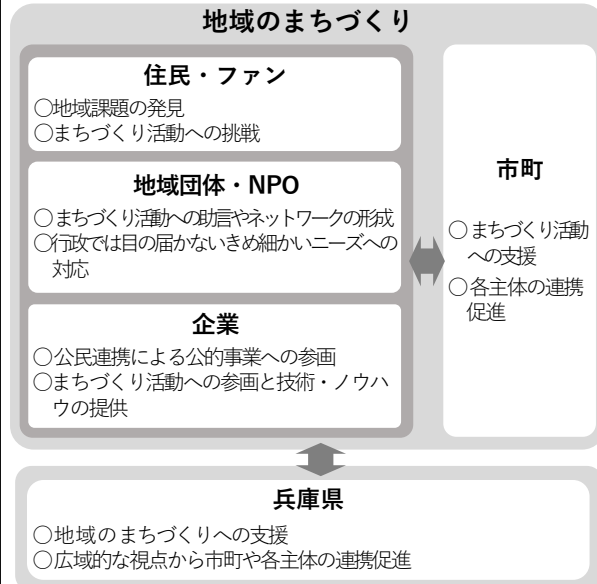 地域のまちづくり
住民・ファン
○地域課題の発見
○まちづくり活動への挑戦
地域団体・NPO
○まちづくり活動への助言やネットワークの形成
○行政では目の届かないきめ細かいニーズへの
対応
企業
○公民連携による公的事業への参画
○まちづくり活動への参画と技術・ノウハ
ウの提供
市町
○まちづくり活動
への支援
○各主体の連携
促進
兵庫県
○地域のまちづくりへの支援
○広域的な視点から市町や各主体の連携促進